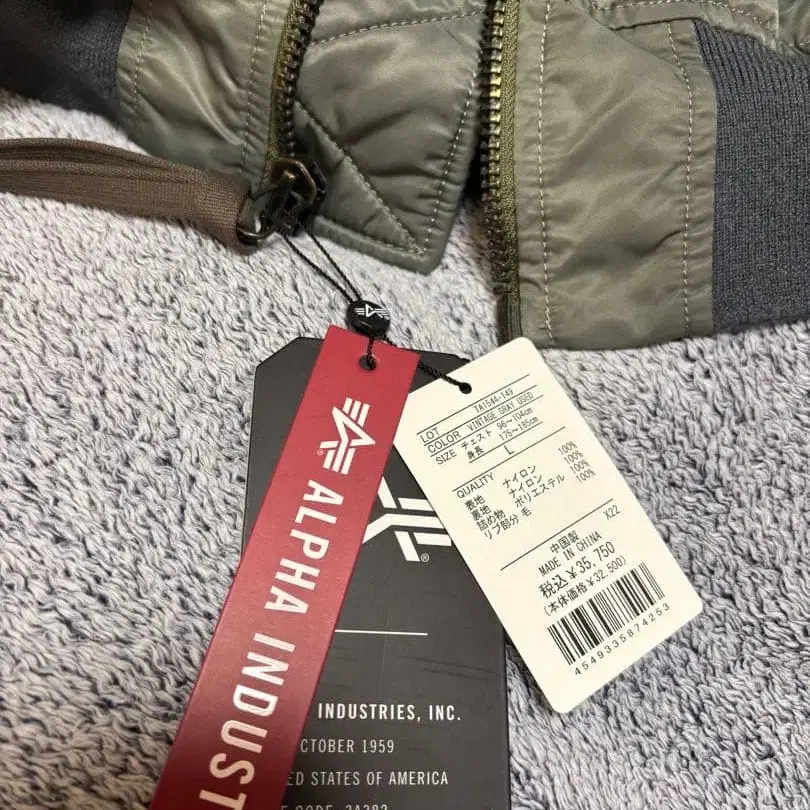 ALPHA INDUST
INDUSTRIES, INC.
CTOBER 1959
ED STATES OF AMERICA
CODE 3A383
LOT TA1544-149
COLOR VINTAGE GRAY USED
SIZE チェスト 96～104cm
身長 175～185cm
L
QUALITY
表地 ナイロン 100%
裏地 ナイロン 100%
詰め物 ポリエステル 100%
リブ部分 毛 100%
X22
中国製
MADE IN CHINA
税込¥35,750
(本体価格¥32,500)
4549335874253